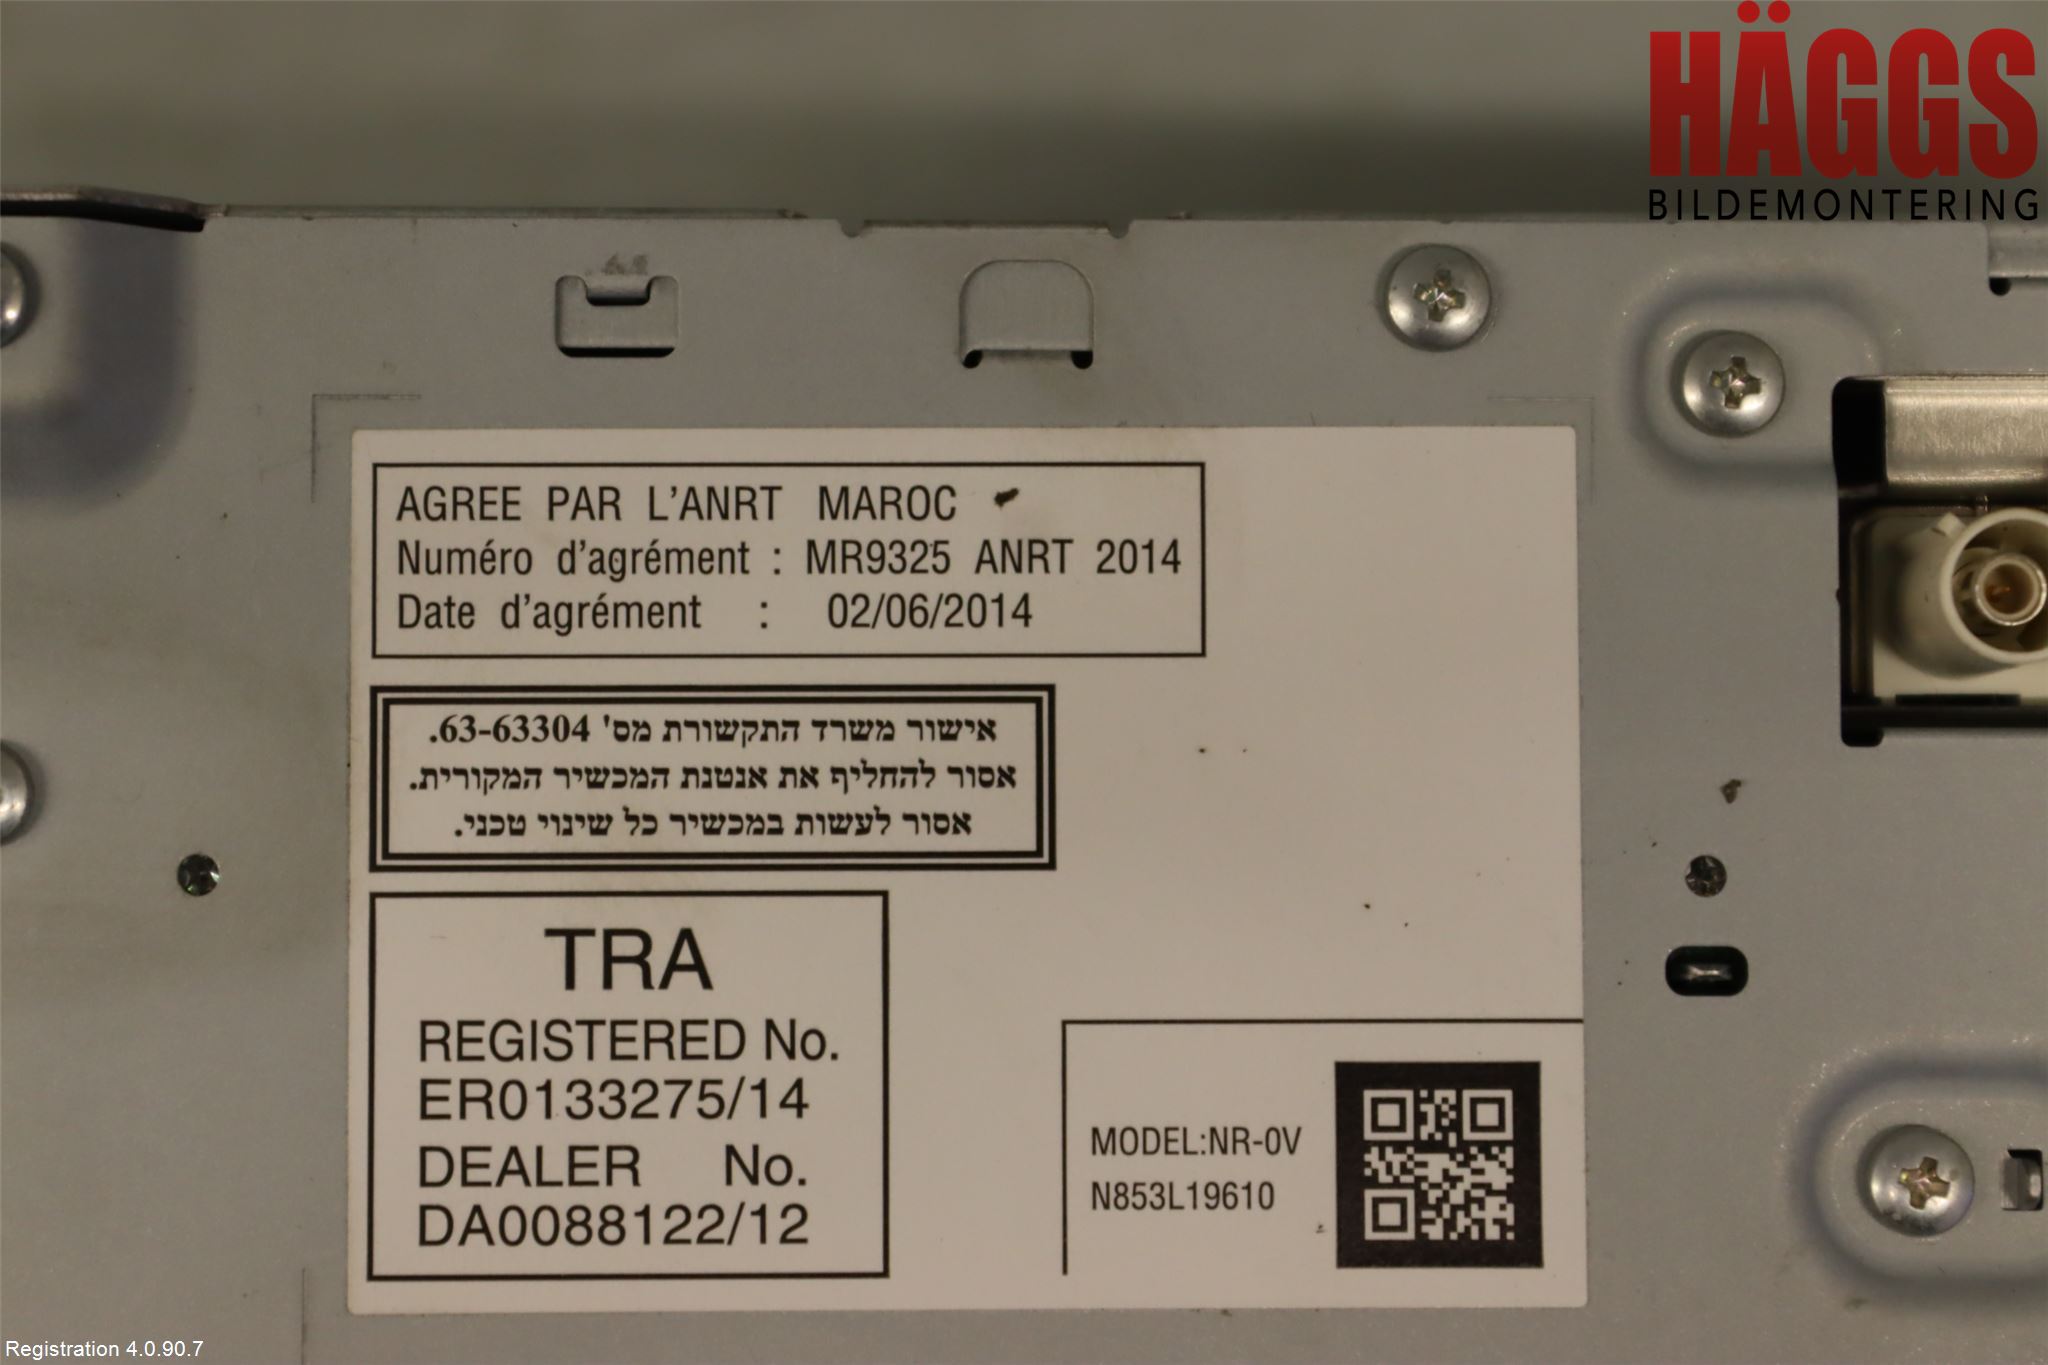 HÄGGS
BILDEMONTERING
AGREE PAR L'ANRT MAROC
Numéro d'agrément : MR9325 ANRT 2014
Date d'agrément : 02/06/2014
אישור משרד התקשורת מס' 63-63304.
אסור להחליף את אנטנת המכשיר המקורית.
אסור לעשות במכשיר כל שינוי טכני.
TRA
REGISTERED No.
ER0133275/14
DEALER No.
DA0088122/12
MODEL:NR-0V
N853L19610
Registration 4.0.90.7